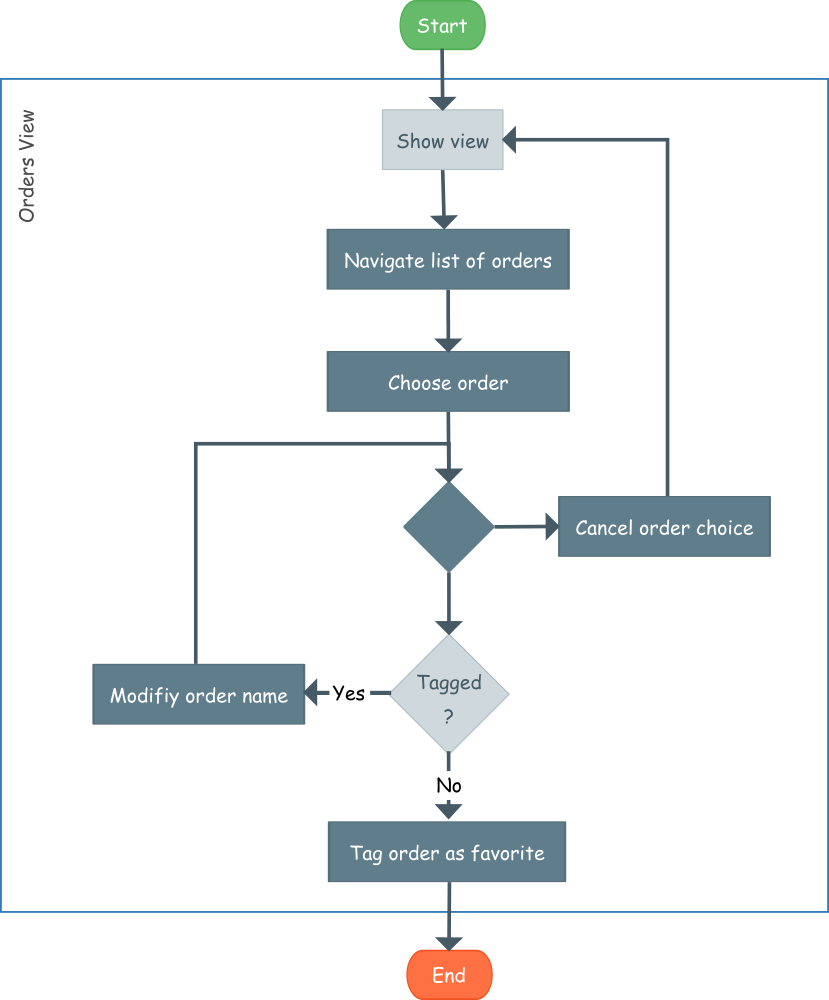 Start
Orders View
Show view
Navigate list of orders
Choose order
Cancel order choice
Tagged
?
Yes
Modifiy order name
No
Tag order as favorite
End